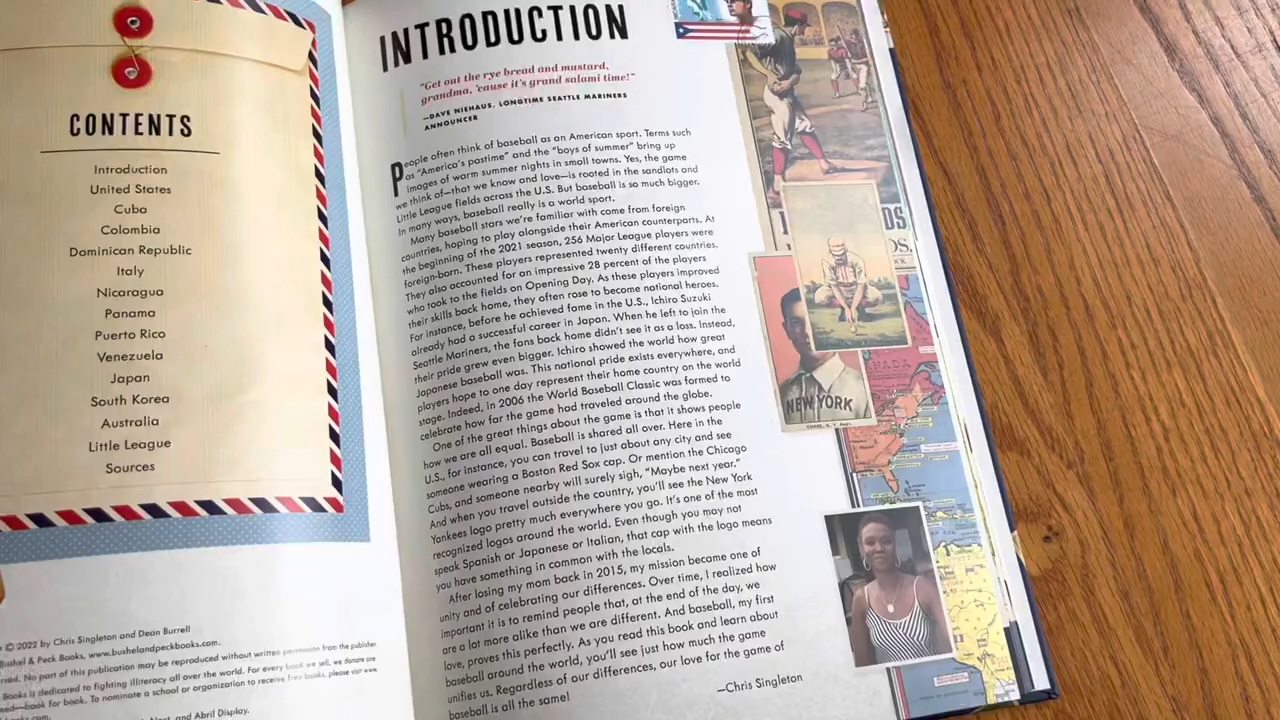 CONTENTS
Introduction
United States
Cuba
Colombia
Dominican Republic
Italy
Nicaragua
Panama
Puerto Rico
Venezuela
Japan
South Korea
Australia
Little League
Sources
© 2022 by Chris Singleton and Dean Burrell
Bushel & Peck Books, www.bushelandpeckbooks.com.
No part of this publication may be reproduced without written permission from the publisher.
Books is dedicated to fighting illiteracy all over the world. For every book we sell, we donate one
book for book. To nominate a school or organization to receive free books, please visit www.
and Abril Display.
INTRODUCTION
"Get out the rye bread and mustard,
grandma, 'cause it's grand salami time!"
—DAVE NIEHAUS, LONGTIME SEATTLE MARINERS
ANNOUNCER
People often think of baseball as an American sport. Terms such
as "America's pastime" and the "boys of summer" bring up
images of warm summer nights in small towns. Yes, the game
we think of—that we know and love—is rooted in the sandlots and
Little League fields across the U.S. But baseball is so much bigger.
In many ways, baseball really is a world sport.
Many baseball stars we're familiar with come from foreign
countries, hoping to play alongside their American counterparts. At
the beginning of the 2021 season, 256 Major League players were
foreign-born. These players represented twenty different countries.
They also accounted for an impressive 28 percent of the players
who took to the fields on Opening Day. As these players improved
their skills back home, they often rose to become national heroes.
For instance, before he achieved fame in the U.S., Ichiro Suzuki
already had a successful career in Japan. When he left to join the
Seattle Mariners, the fans back home didn't see it as a loss. Instead,
their pride grew even bigger. Ichiro showed the world how great
Japanese baseball was. This national pride exists everywhere, and
players hope to one day represent their home country on the world
stage. Indeed, in 2006 the World Baseball Classic was formed to
celebrate how far the game had traveled around the globe.
One of the great things about the game is that it shows people
how we are all equal. Baseball is shared all over. Here in the
U.S., for instance, you can travel to just about any city and see
someone wearing a Boston Red Sox cap. Or mention the Chicago
Cubs, and someone nearby will surely sigh, "Maybe next year."
And when you travel outside the country, you'll see the New York
Yankees logo pretty much everywhere you go. It's one of the most
recognized logos around the world. Even though you may not
speak Spanish or Japanese or Italian, that cap with the logo means
you have something in common with the locals.
After losing my mom back in 2015, my mission became one of
unity and of celebrating our differences. Over time, I realized how
important it is to remind people that, at the end of the day, we
are a lot more alike than we are different. And baseball, my first
love, proves this perfectly. As you read this book and learn about
baseball around the world, you'll see just how much the game
unifies us. Regardless of our differences, our love for the game of
baseball is all the same!
—Chris Singleton
NEW YORK
CHASE, N. Y. AMER.
CANADA